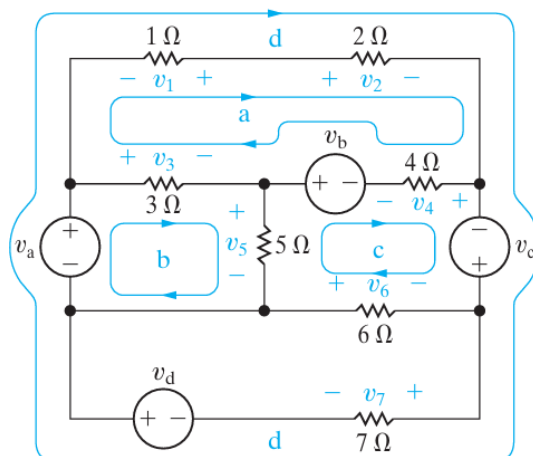 d
1 Ω 2 Ω
− v1 + + v2 −
a
vb
+ v3 − 4 Ω
+ −
− v4 +
3 Ω
+ −
va
+
v5
−
5 Ω
b
c
− +
vc
+ v6 −
6 Ω
vd
+ −
− v7 +
d 7 Ω